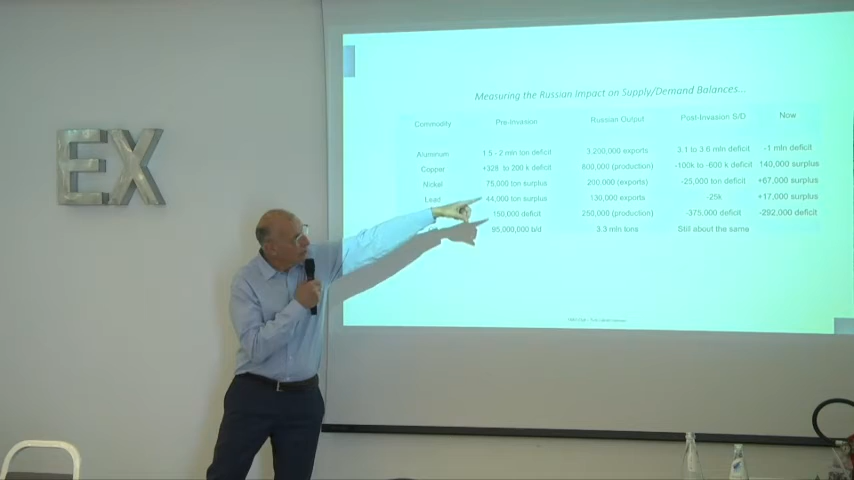 EX
Measuring the Russian Impact on Supply/Demand Balances...
Commodity Pre-Invasion Russian Output Post-Invasion S/D Now
Aluminum 1.5 - 2 mln ton deficit 3,200,000 exports 3.1 to 3.6 mln deficit -1 mln deficit
Copper +328 to 200 k deficit 800,000 (production) -100k to -600 k deficit 140,000 surplus
Nickel 75,000 ton surplus 200,000 (exports) -25,000 ton deficit +67,000 surplus
Lead 44,000 ton surplus 130,000 exports -25k +17,000 surplus
150,000 deficit 250,000 (production) -375,000 deficit -292,000 deficit
95,000,000 b/d 3.3 mln tons Still about the same